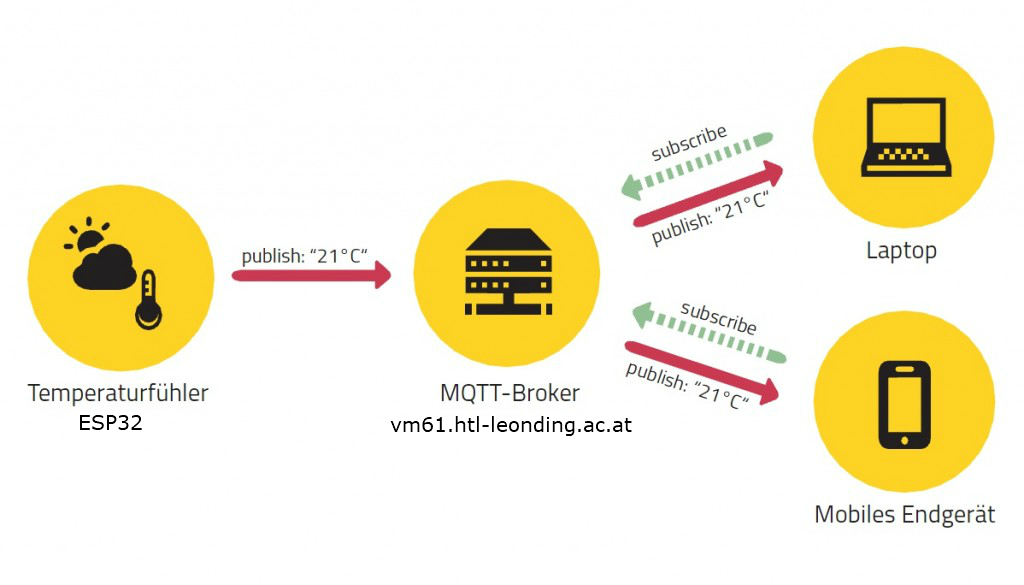 publish: “21°C“
Temperaturfühler
ESP32
MQTT-Broker
vm61.htl-leonding.ac.at
subscribe
publish: “21°C“
Laptop
subscribe
publish: “21°C“
Mobiles Endgerät